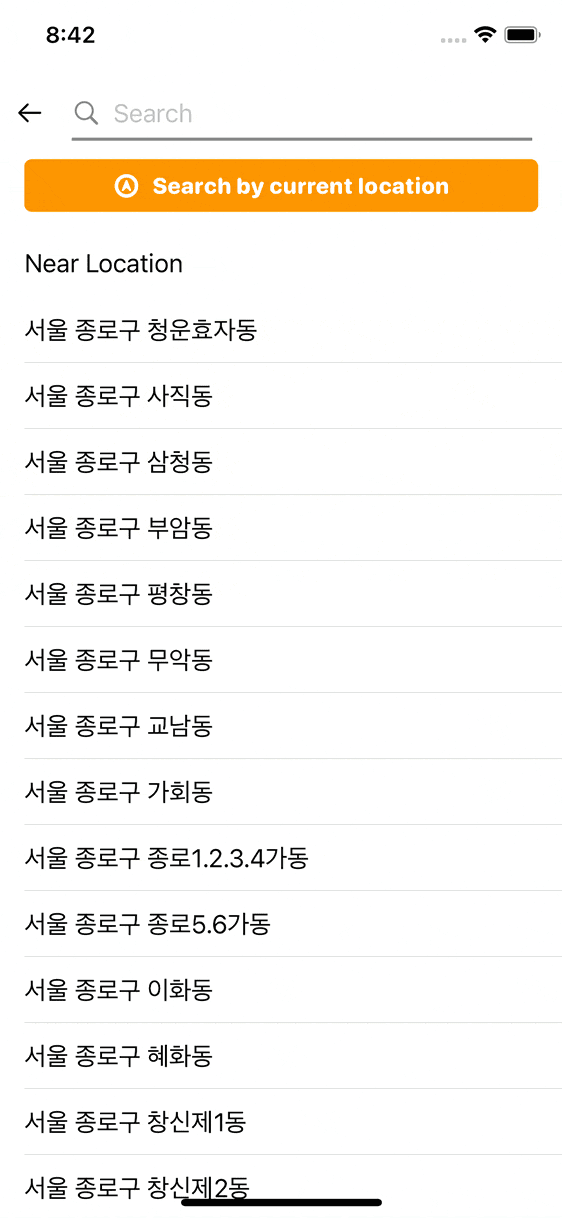 8:42
Search
Search by current location
Near Location
서울 종로구 청운효자동
서울 종로구 사직동
서울 종로구 삼청동
서울 종로구 부암동
서울 종로구 평창동
서울 종로구 무악동
서울 종로구 교남동
서울 종로구 가회동
서울 종로구 종로1.2.3.4가동
서울 종로구 종로5.6가동
서울 종로구 이화동
서울 종로구 혜화동
서울 종로구 창신제1동
서울 종로구 창신제2동